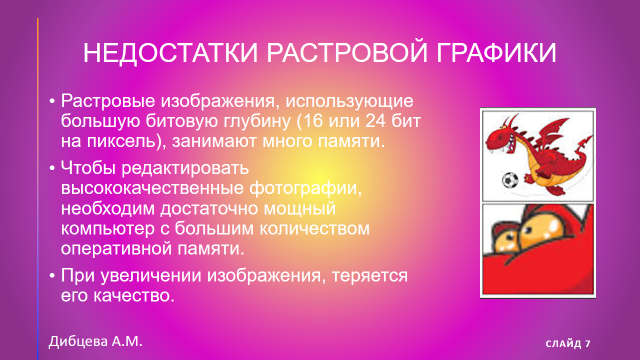 НЕДОСТАТКИ РАСТРОВОЙ ГРАФИКИ
• Растровые изображения, использующие
большую битовую глубину (16 или 24 бит
на пиксель), занимают много памяти.
• Чтобы редактировать
высококачественные фотографии,
необходим достаточно мощный
компьютер с большим количеством
оперативной памяти.
• При увеличении изображения, теряется
его качество.
Дибцева А.М.
СЛАЙД 7